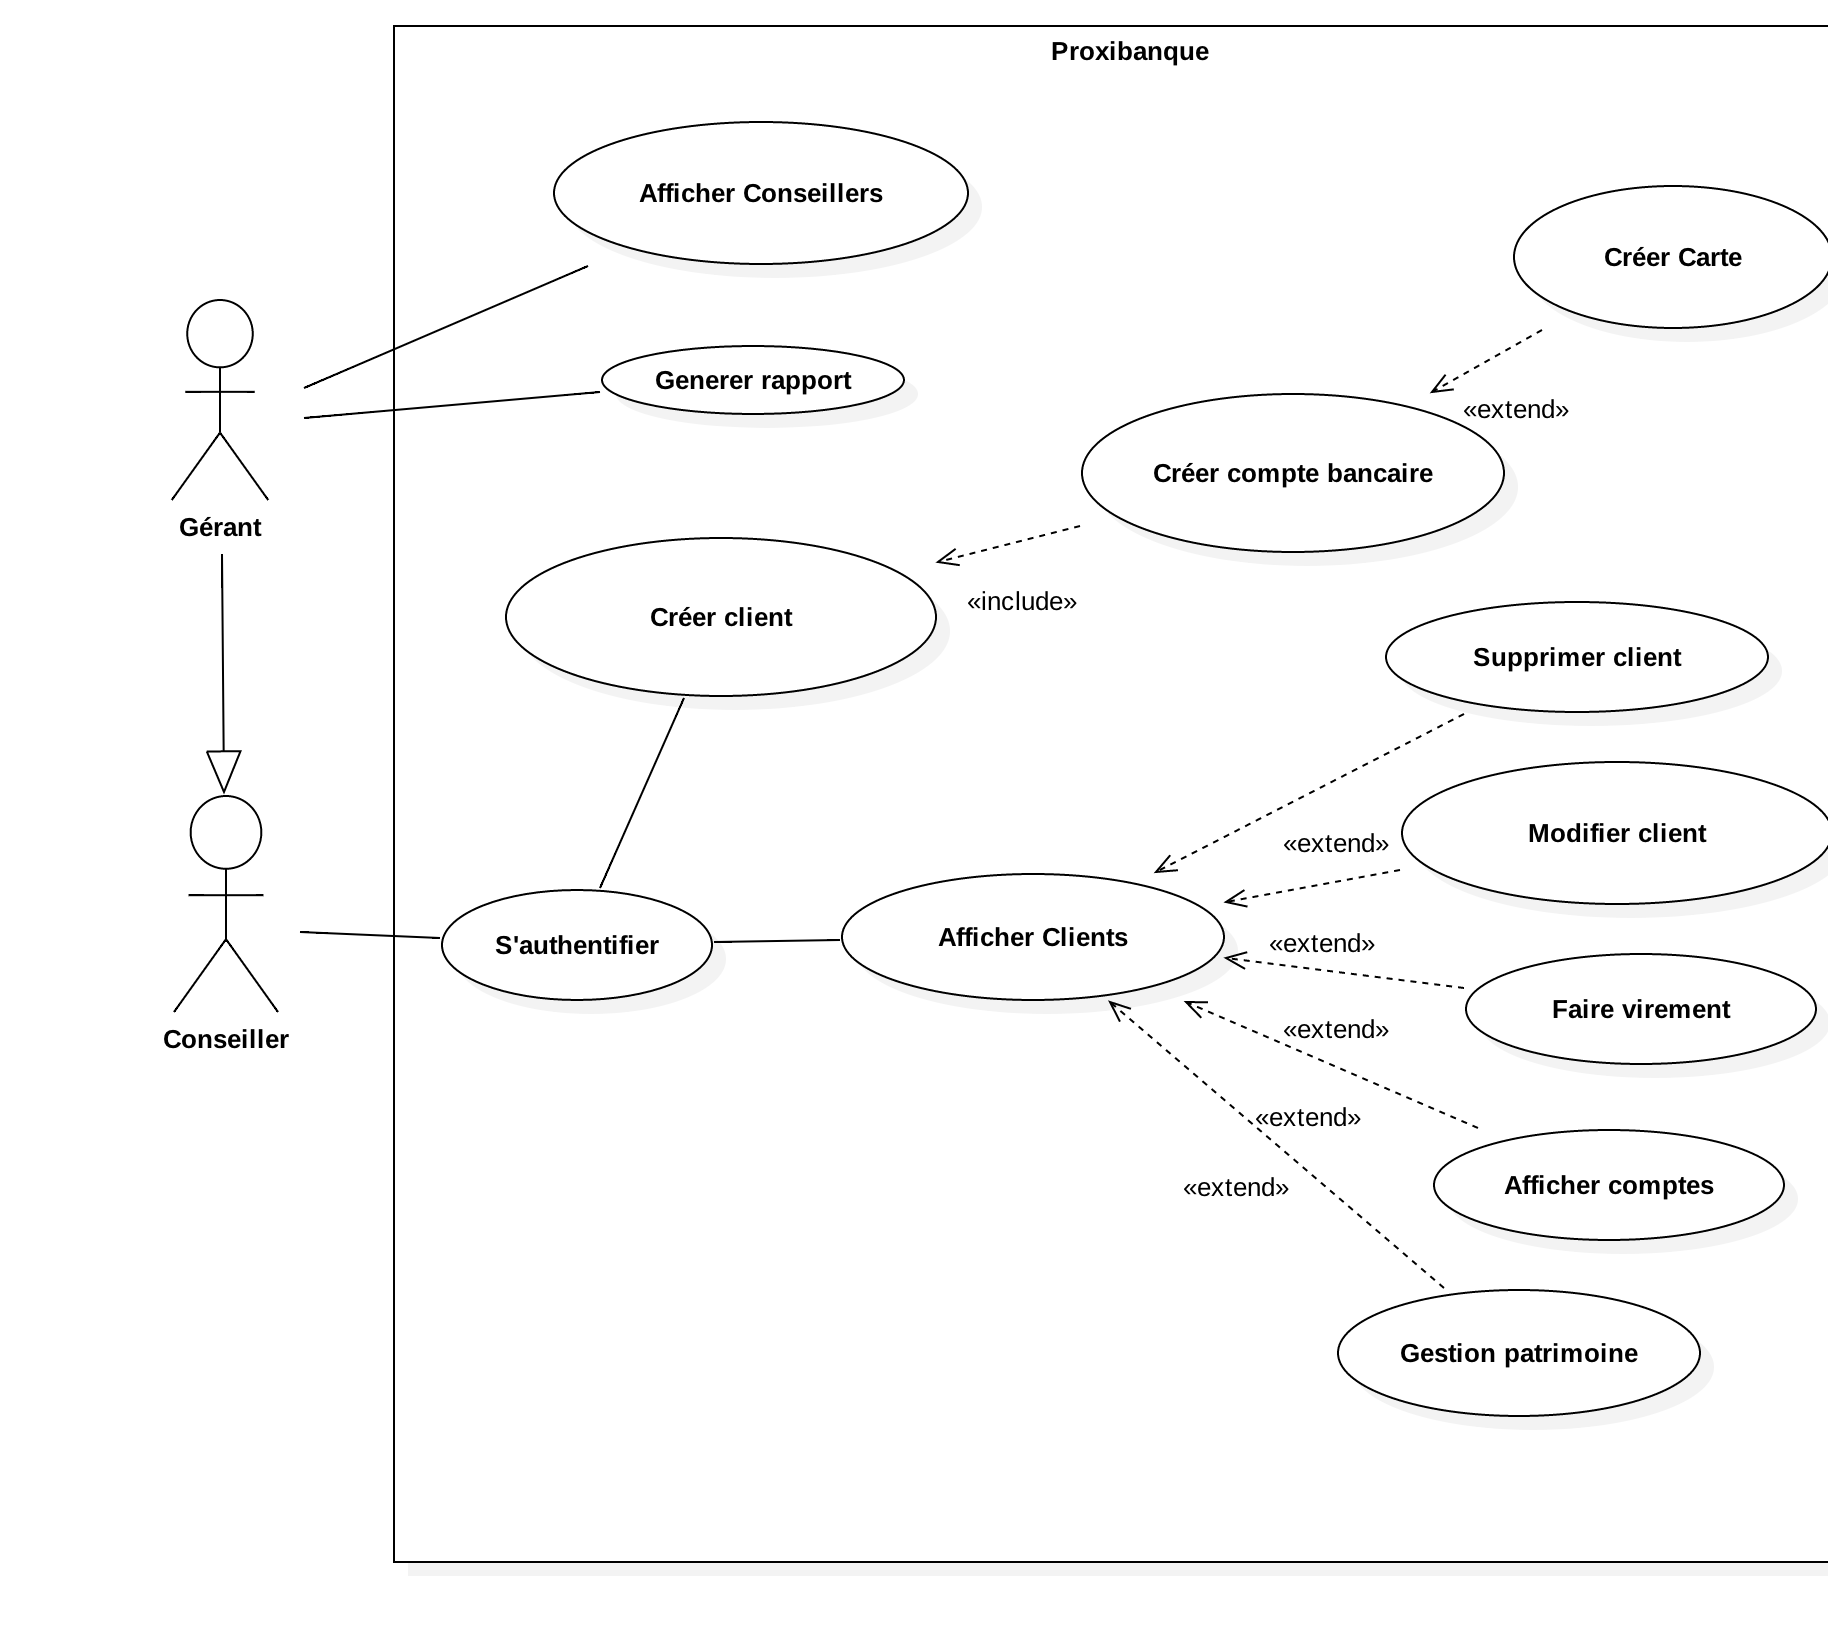 Proxibanque
Afficher Conseillers
Créer Carte
Generer rapport
«extend»
Créer compte bancaire
Gérant
«include»
Créer client
Supprimer client
Modifier client
«extend»
Afficher Clients
S'authentifier
«extend»
Faire virement
«extend»
Conseiller
«extend»
Afficher comptes
«extend»
Gestion patrimoine